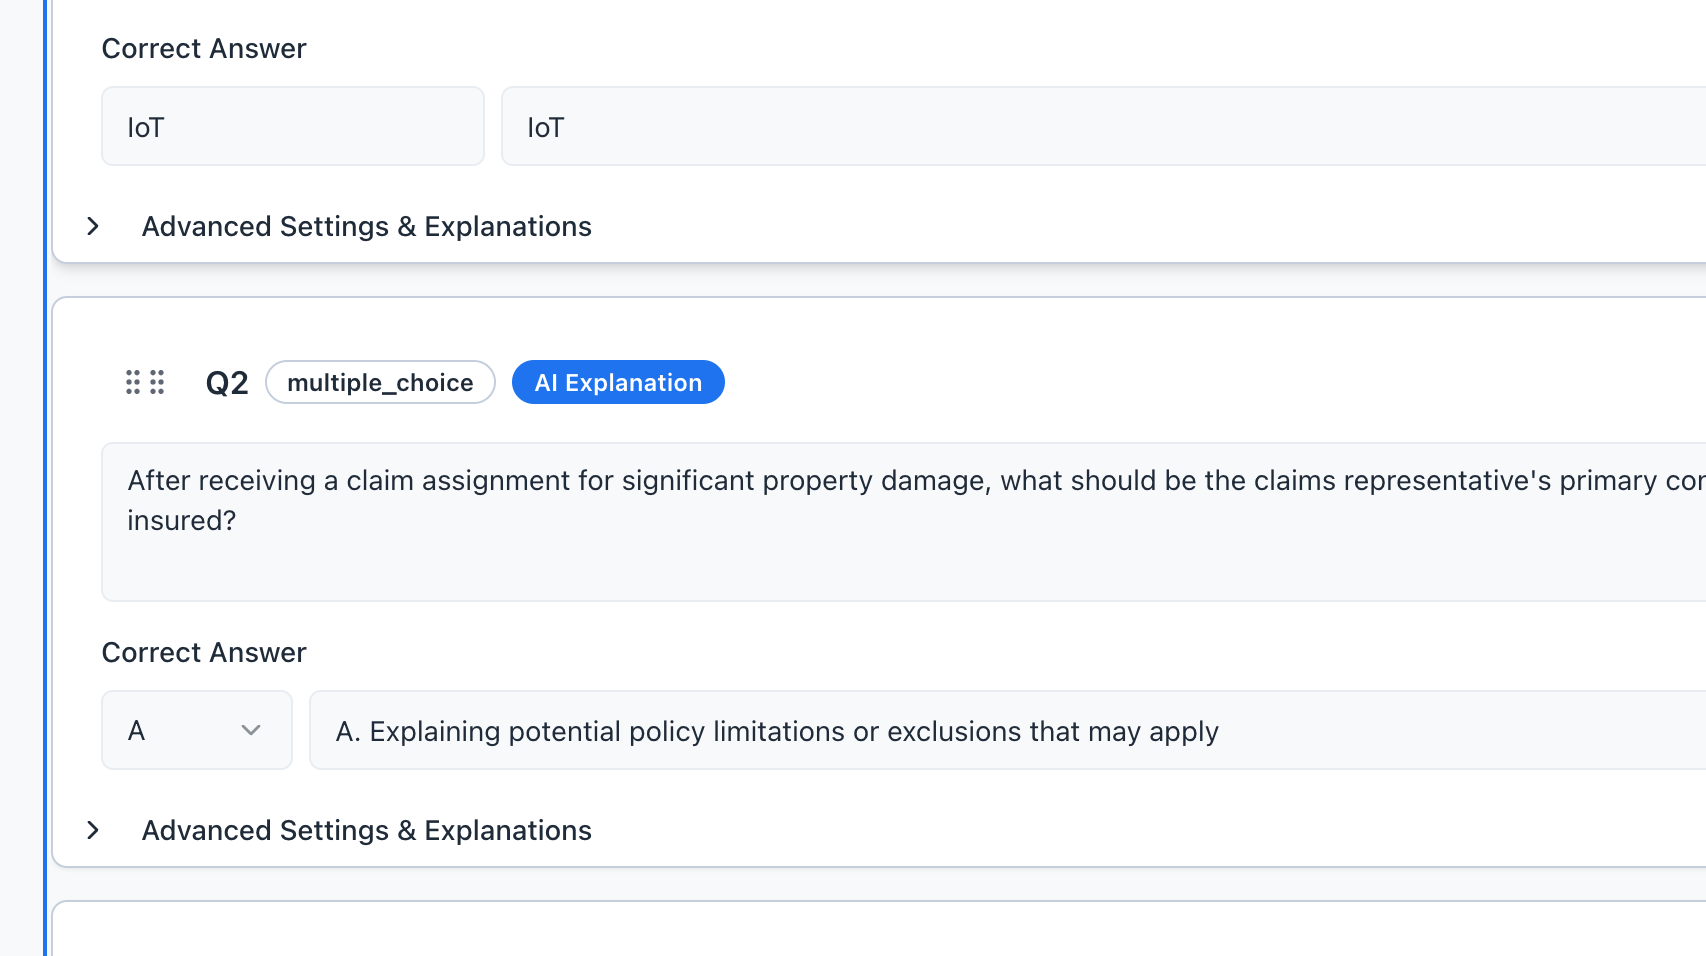 Correct Answer
IoT
IoT
Advanced Settings & Explanations
Q2 multiple_choice AI Explanation
After receiving a claim assignment for significant property damage, what should be the claims representative's primary
insured?
Correct Answer
A
A. Explaining potential policy limitations or exclusions that may apply
Advanced Settings & Explanations